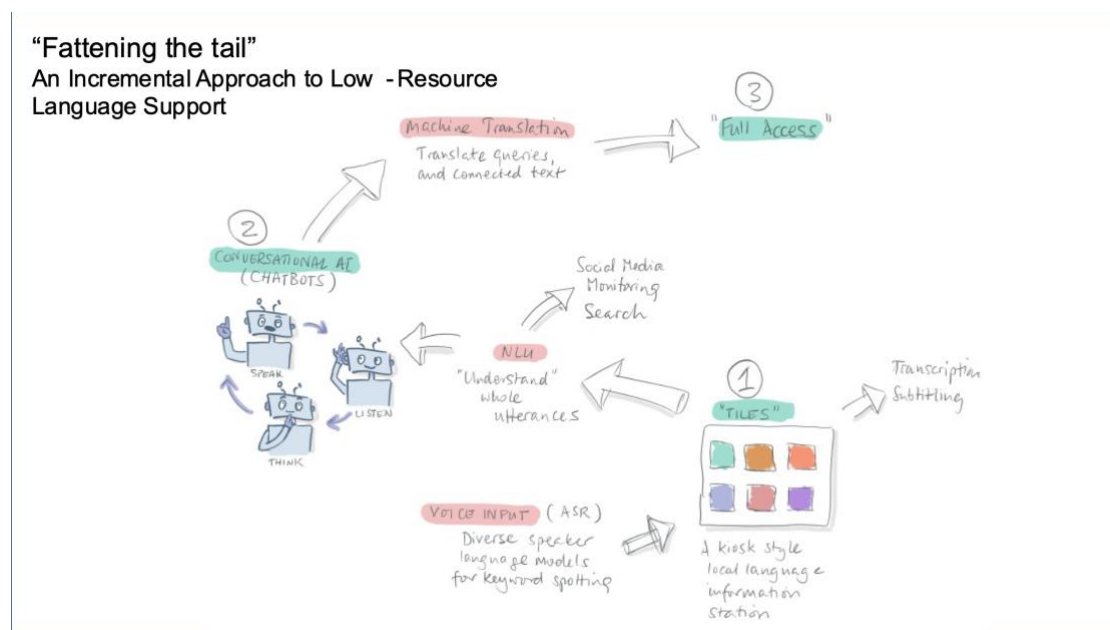 “Fattening the tail”
An Incremental Approach to Low - Resource
Language Support
3
"Full Access"
Machine Translation
Translate queries,
and connected text
2
CONVERSATIONAL AI
(CHATBOTS)
SPEAK
LISTEN
THINK
Social Media
Monitoring
Search
NLU
"Understand"
whole
utterances
1
"TILES"
Transcription
Subtitling
VOICE INPUT (ASR)
Diverse speaker
language models
for keyword spotting
A kiosk style
local language
information
station